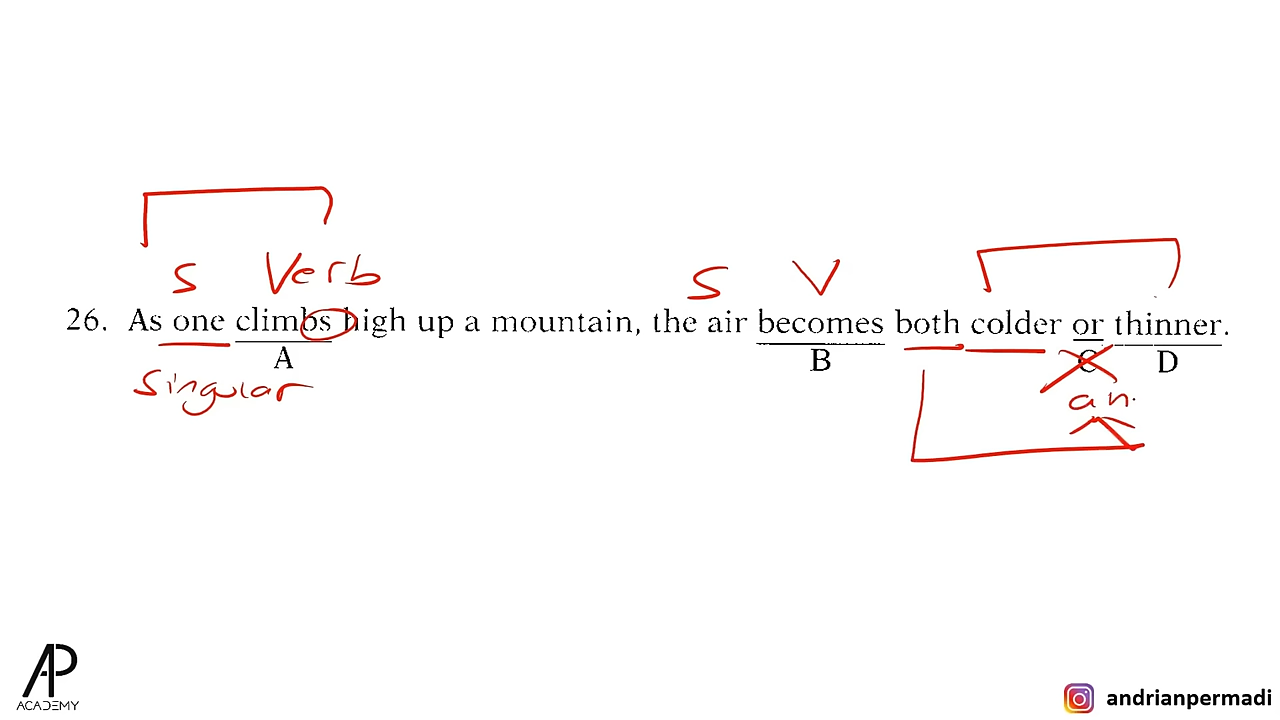 S Verb S V
26. As one climbs high up a mountain, the air becomes both colder or thinner.
A B C D
Singular an
AP
ACADEMY
andrianpermadi